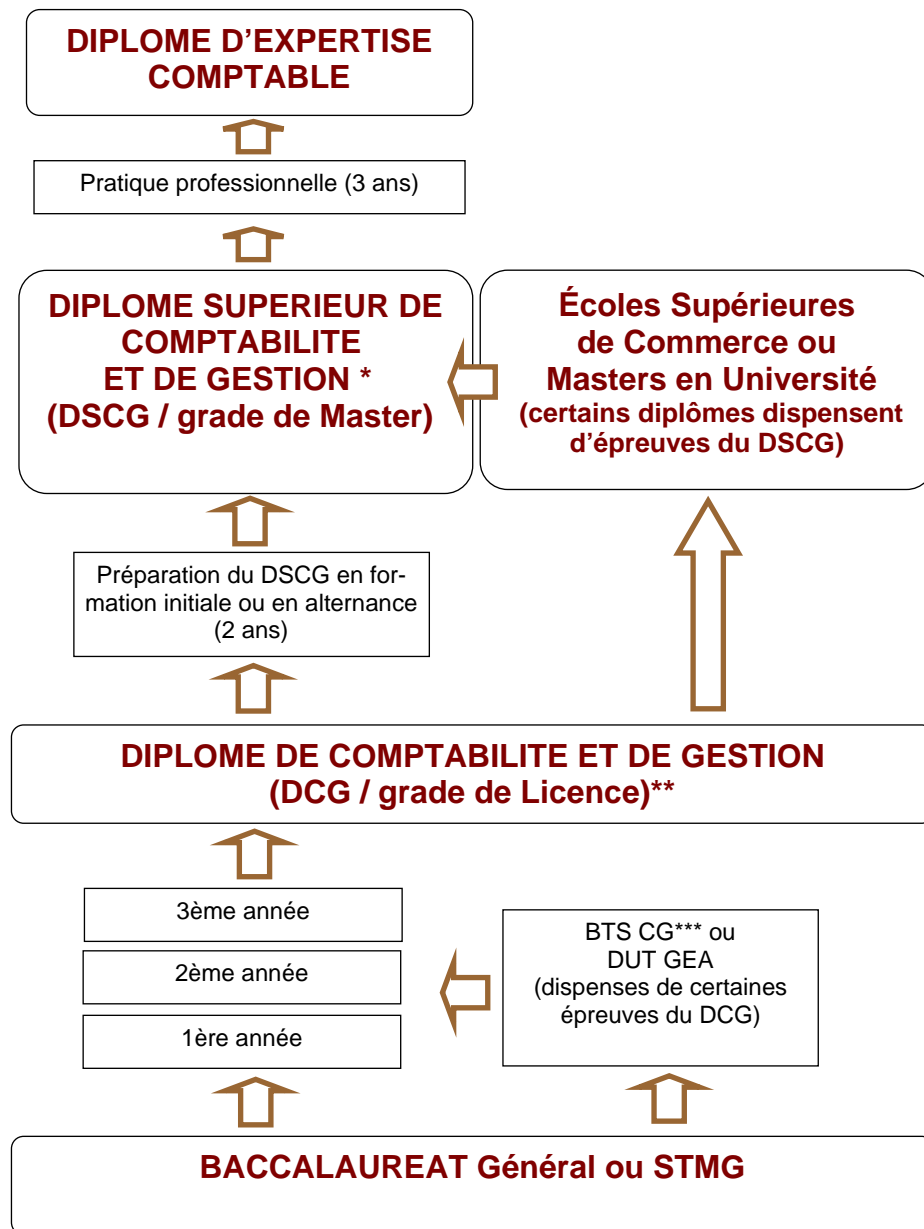 DIPLOME D'EXPERTISE
COMPTABLE
Pratique professionnelle (3 ans)
DIPLOME SUPERIEUR DE
COMPTABILITE
ET DE GESTION *
(DSCG / grade de Master)
Écoles Supérieures
de Commerce ou
Masters en Université
(certains diplômes dispensent
d'épreuves du DSCG)
Préparation du DSCG en for-
mation initiale ou en alternance
(2 ans)
DIPLOME DE COMPTABILITE ET DE GESTION
(DCG / grade de Licence)**
3ème année
2ème année
1ère année
BTS CG*** ou
DUT GEA
(dispenses de certaines
épreuves du DCG)
BACCALAUREAT Général ou STMG